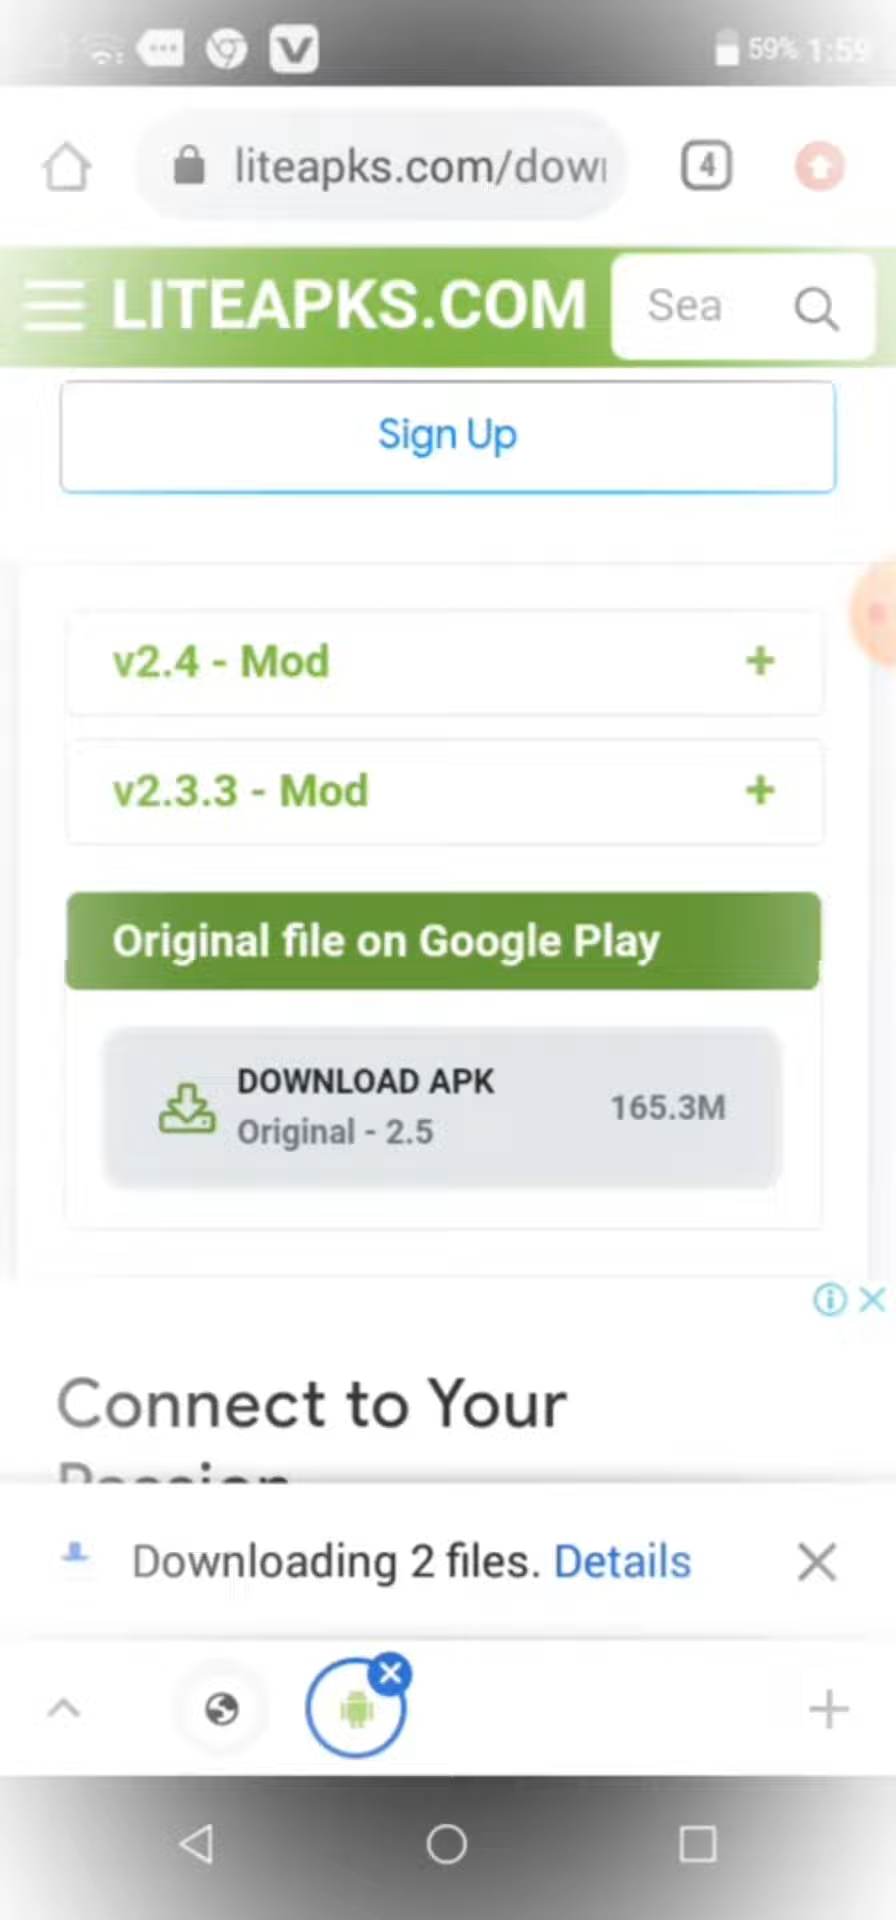 59% 1:59
liteapks.com/dow
4
LITEAPKS.COM
Sea
Sign Up
v2.4 - Mod +
v2.3.3 - Mod +
Original file on Google Play
DOWNLOAD APK
Original - 2.5
165.3M
Connect to Your
Passion
Downloading 2 files. Details